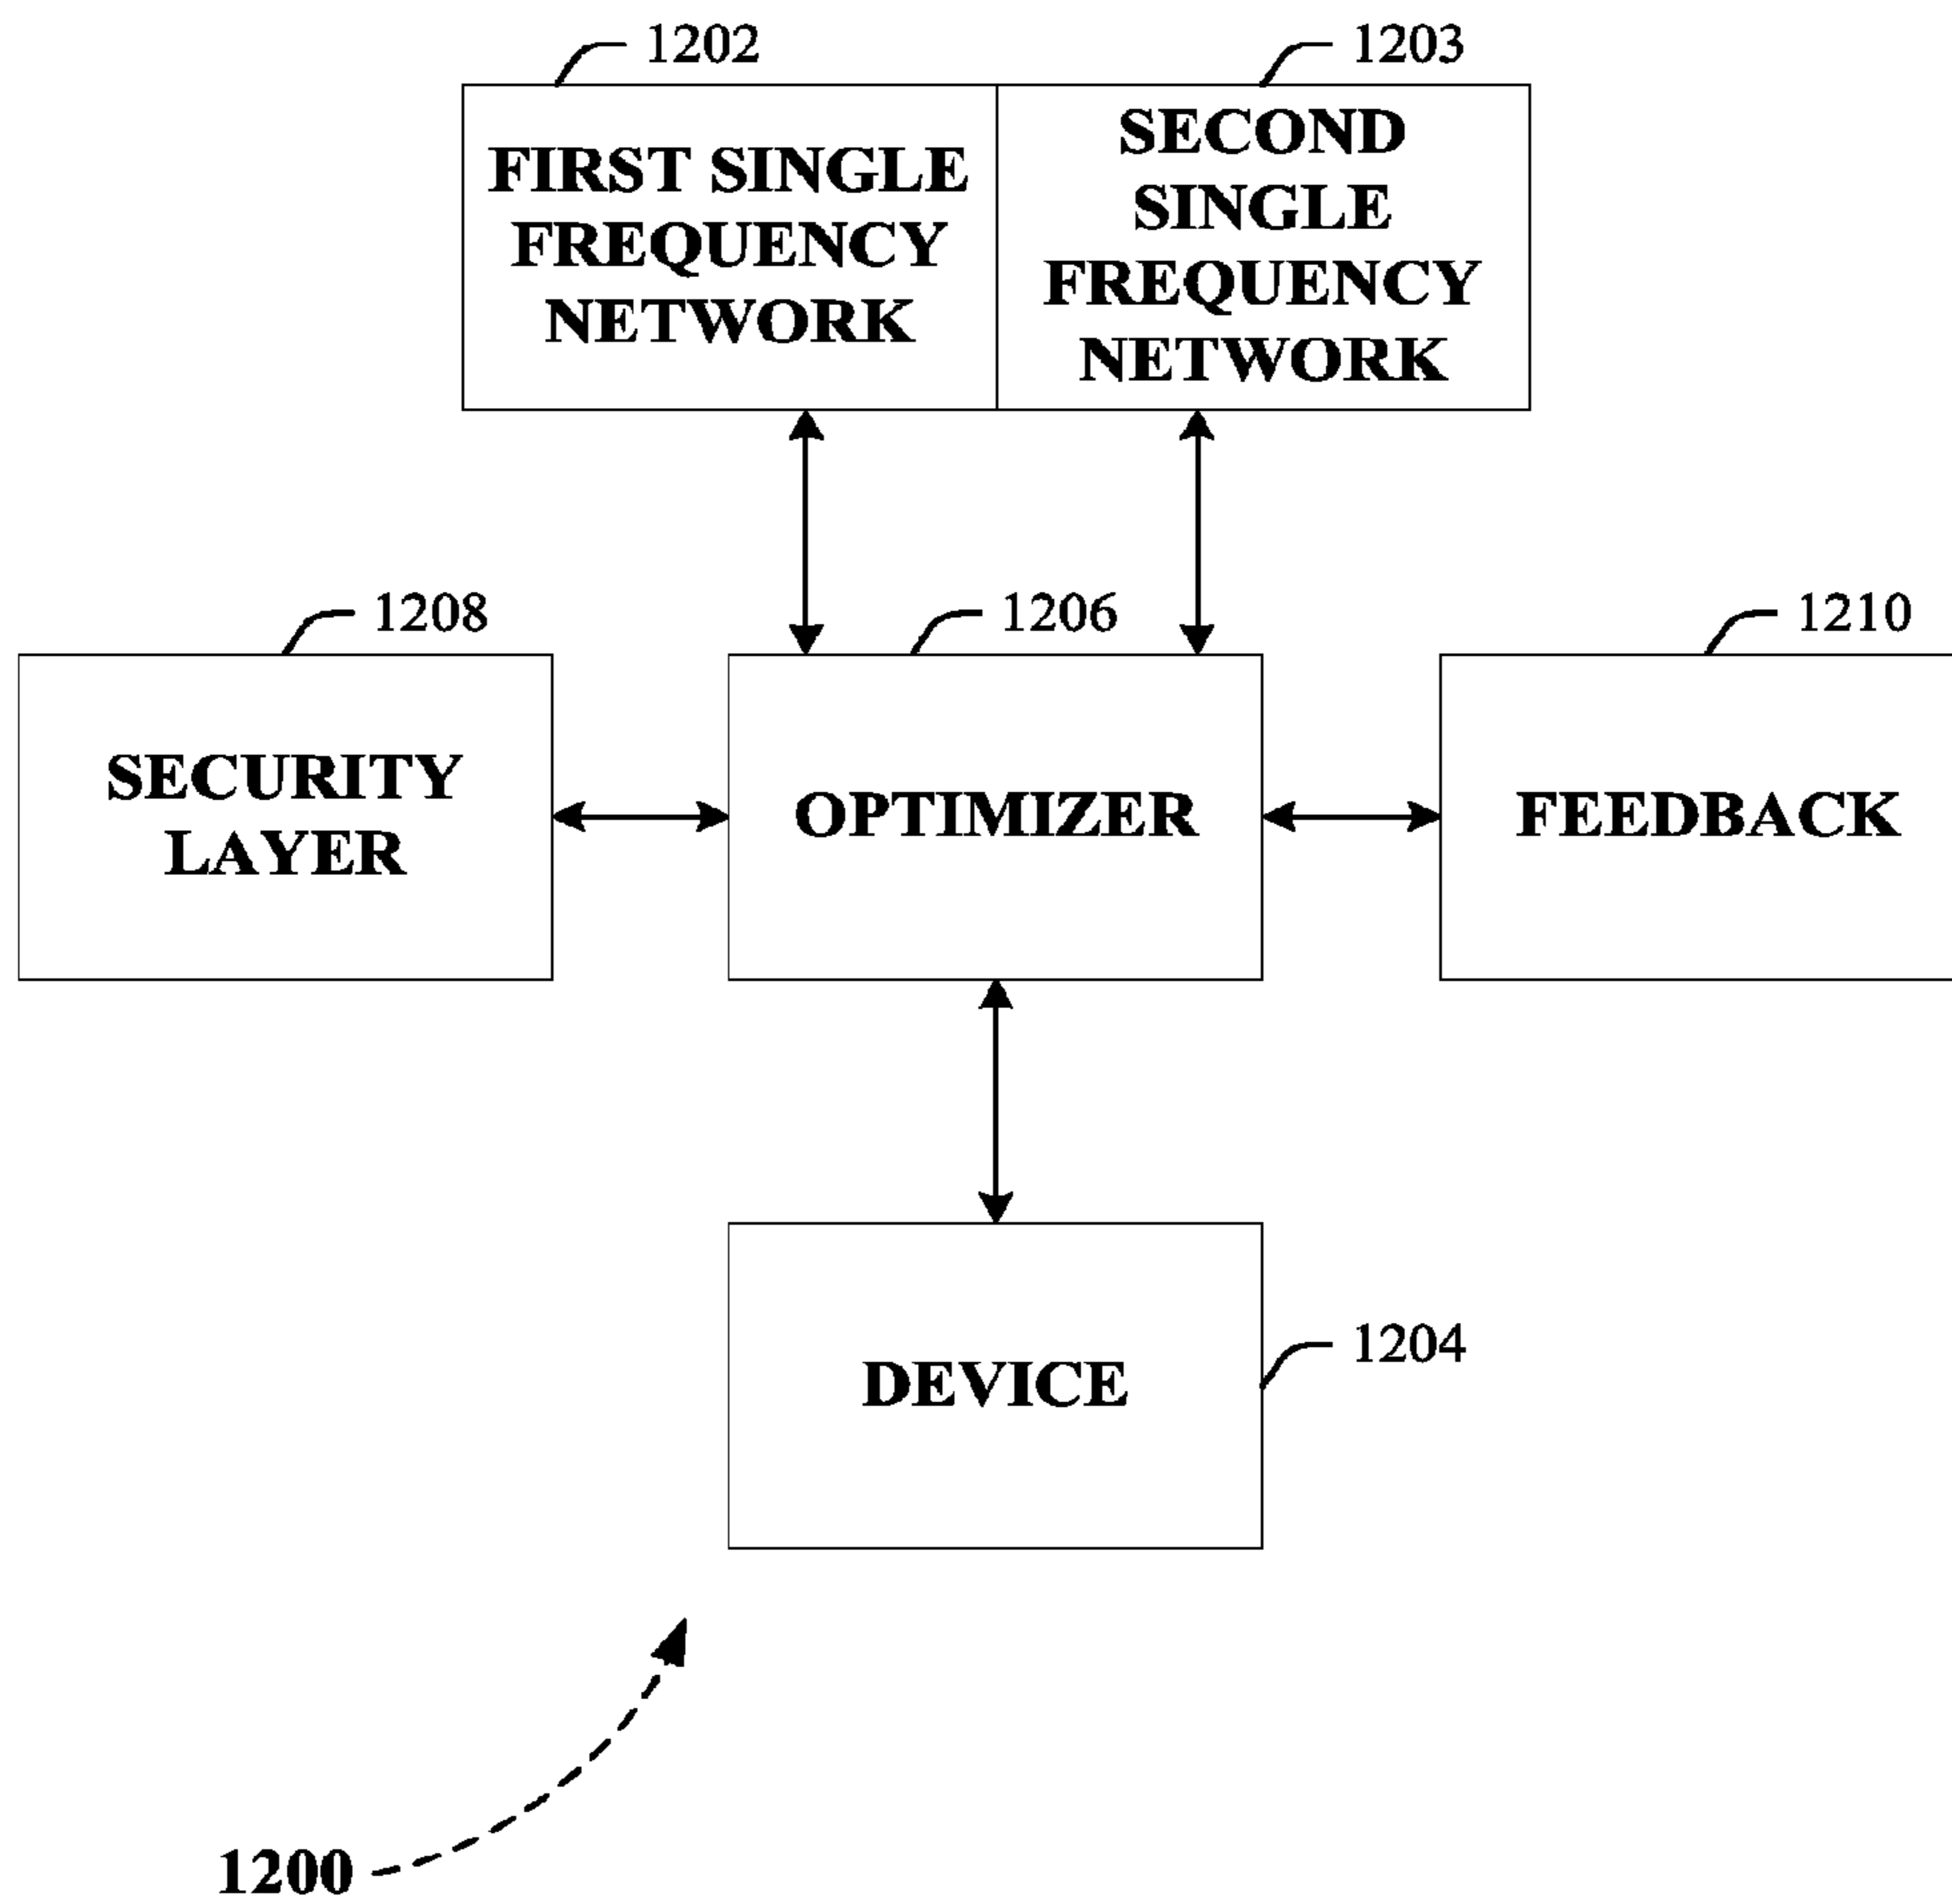 1202
1203
FIRST SINGLE
FREQUENCY
NETWORK
SECOND
SINGLE
FREQUENCY
NETWORK
1208
1206
1210
SECURITY
LAYER
OPTIMIZER
FEEDBACK
DEVICE
1204
1200